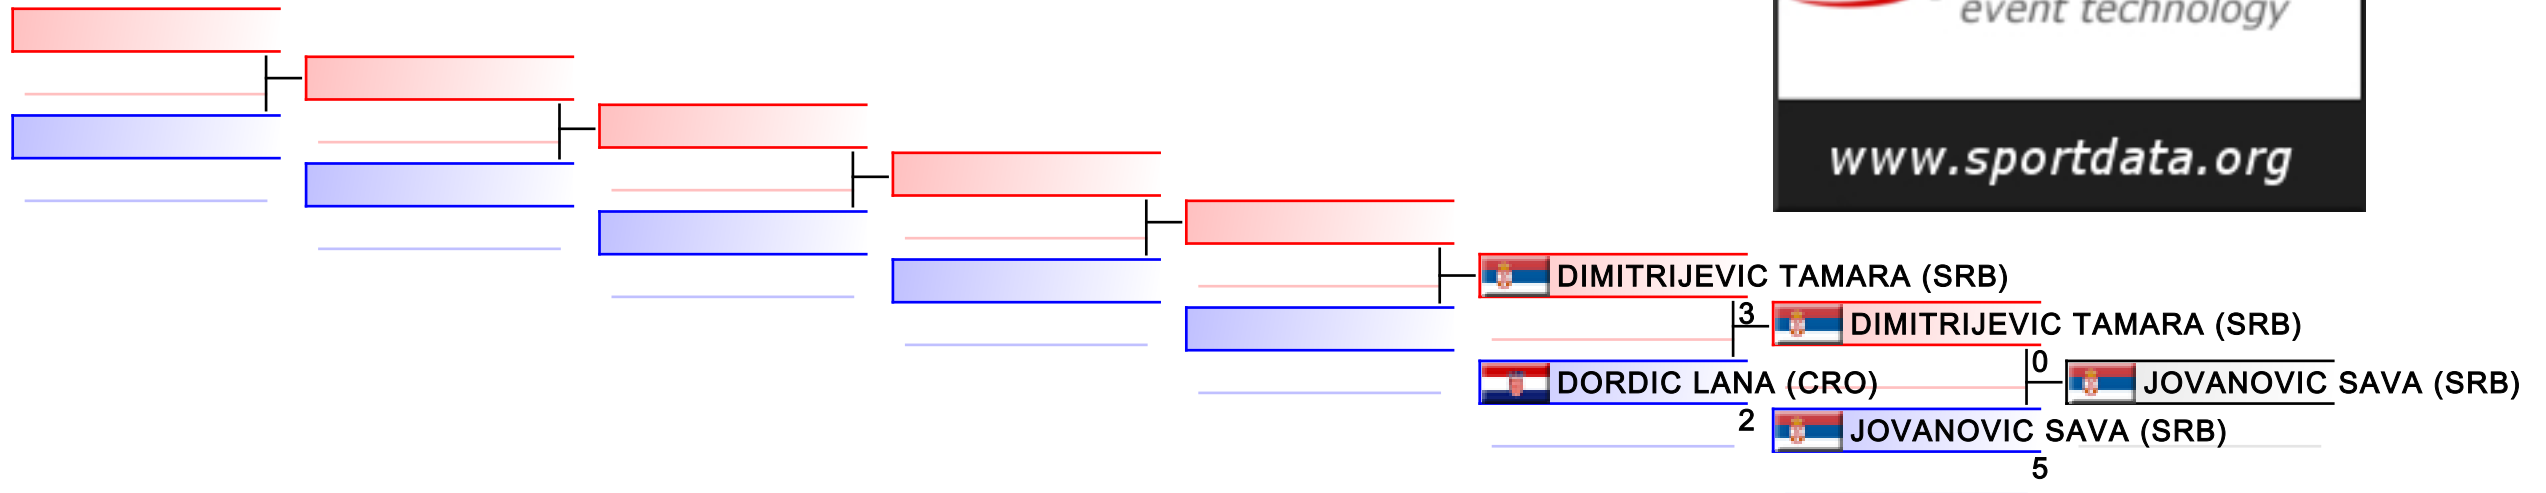 event technology
www.sportdata.org
DIMITRIJEVIC TAMARA (SRB)
3
DIMITRIJEVIC TAMARA (SRB)
0
DORDIC LANA (CRO)
JOVANOVIC SAVA (SRB)
2
JOVANOVIC SAVA (SRB)
5